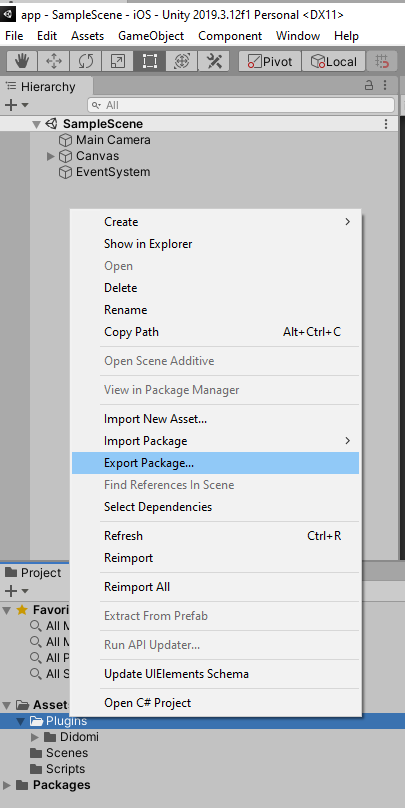 app - SampleScene - iOS - Unity 2019.3.12f1 Personal <DX11>
File Edit Assets GameObject Component Window Help
Pivot Local
Hierarchy
All
SampleScene
Main Camera
Canvas
EventSystem
Create
Show in Explorer
Open
Delete
Rename
Copy Path Alt+Ctrl+C
Open Scene Additive
View in Package Manager
Import New Asset...
Import Package
Export Package...
Find References In Scene
Select Dependencies
Refresh Ctrl+R
Reimport
Reimport All
Extract From Prefab
Run API Updater...
Update UIElements Schema
Open C# Project
Project
Favori
All M
All M
All P
All S
Assets
Plugins
Didomi
Scenes
Scripts
Packages